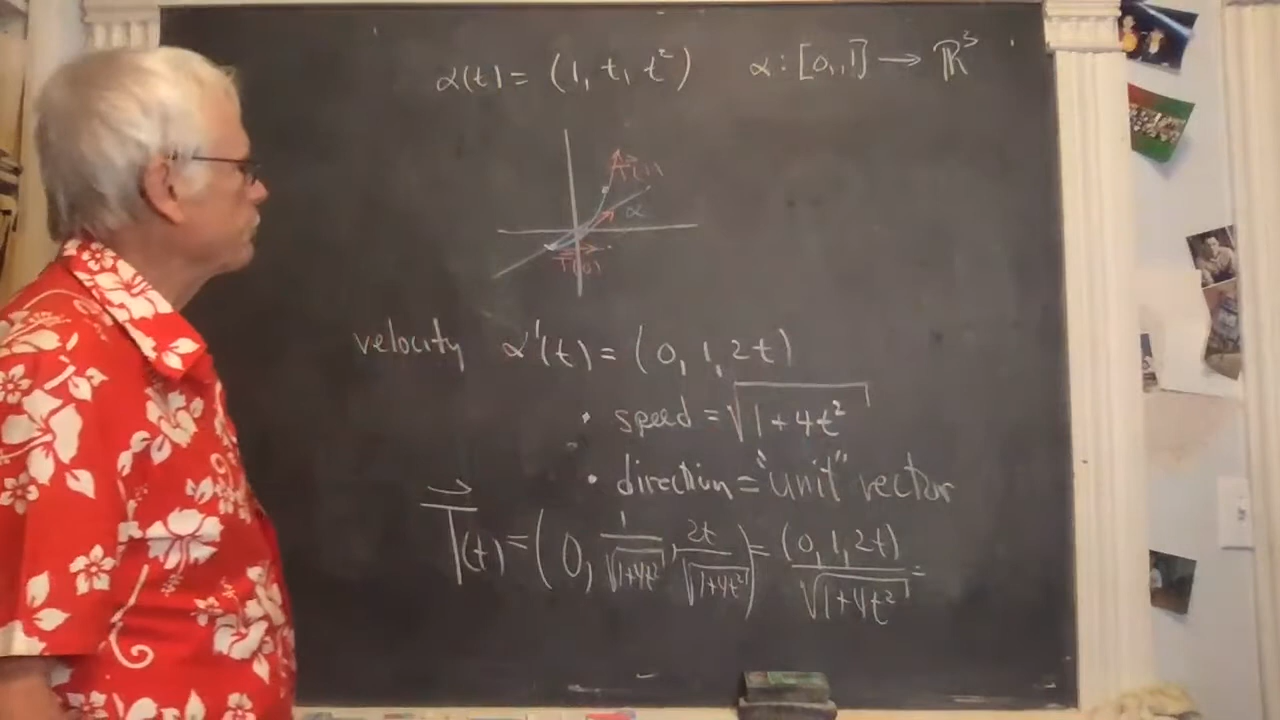 α(t) = (1, t, t²)   α : [0, 1] → ℝ³
T⃗(1)
α
T⃗(0)
velocity α'(t) = (0, 1, 2t)
• speed = √(1+4t²)
• direction = "unit" vector
T⃗(t) = (0, 1/√(1+4t²), 2t/√(1+4t²)) = (0, 1, 2t)/√(1+4t²) =